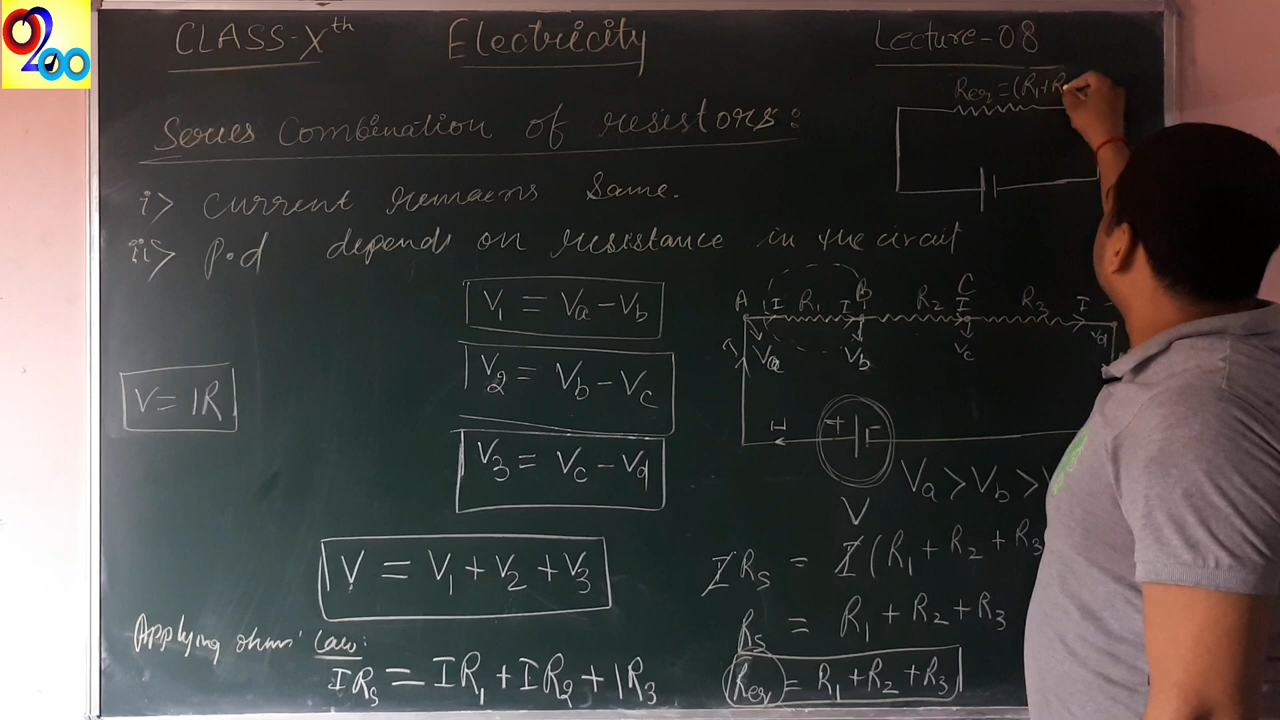 CLASS-Xth Electricity Lecture-08
Req = (R1+R
Series Combination of resistors:
i> Current remains Same.
ii> P.d depends on resistance in the circuit
V1 = Va - Vb
A I R1 I B R2 C I R3 I
Va Vb Vc Vd
V2 = Vb - Vc
V = IR
I + -
V3 = Vc - Vd
Va > Vb > V
V
V = V1 + V2 + V3
IRs = I(R1 + R2 + R3
Rs = R1 + R2 + R3
Applying ohms' law:
IRs = IR1 + IR2 + IR3
Req = R1 + R2 + R3